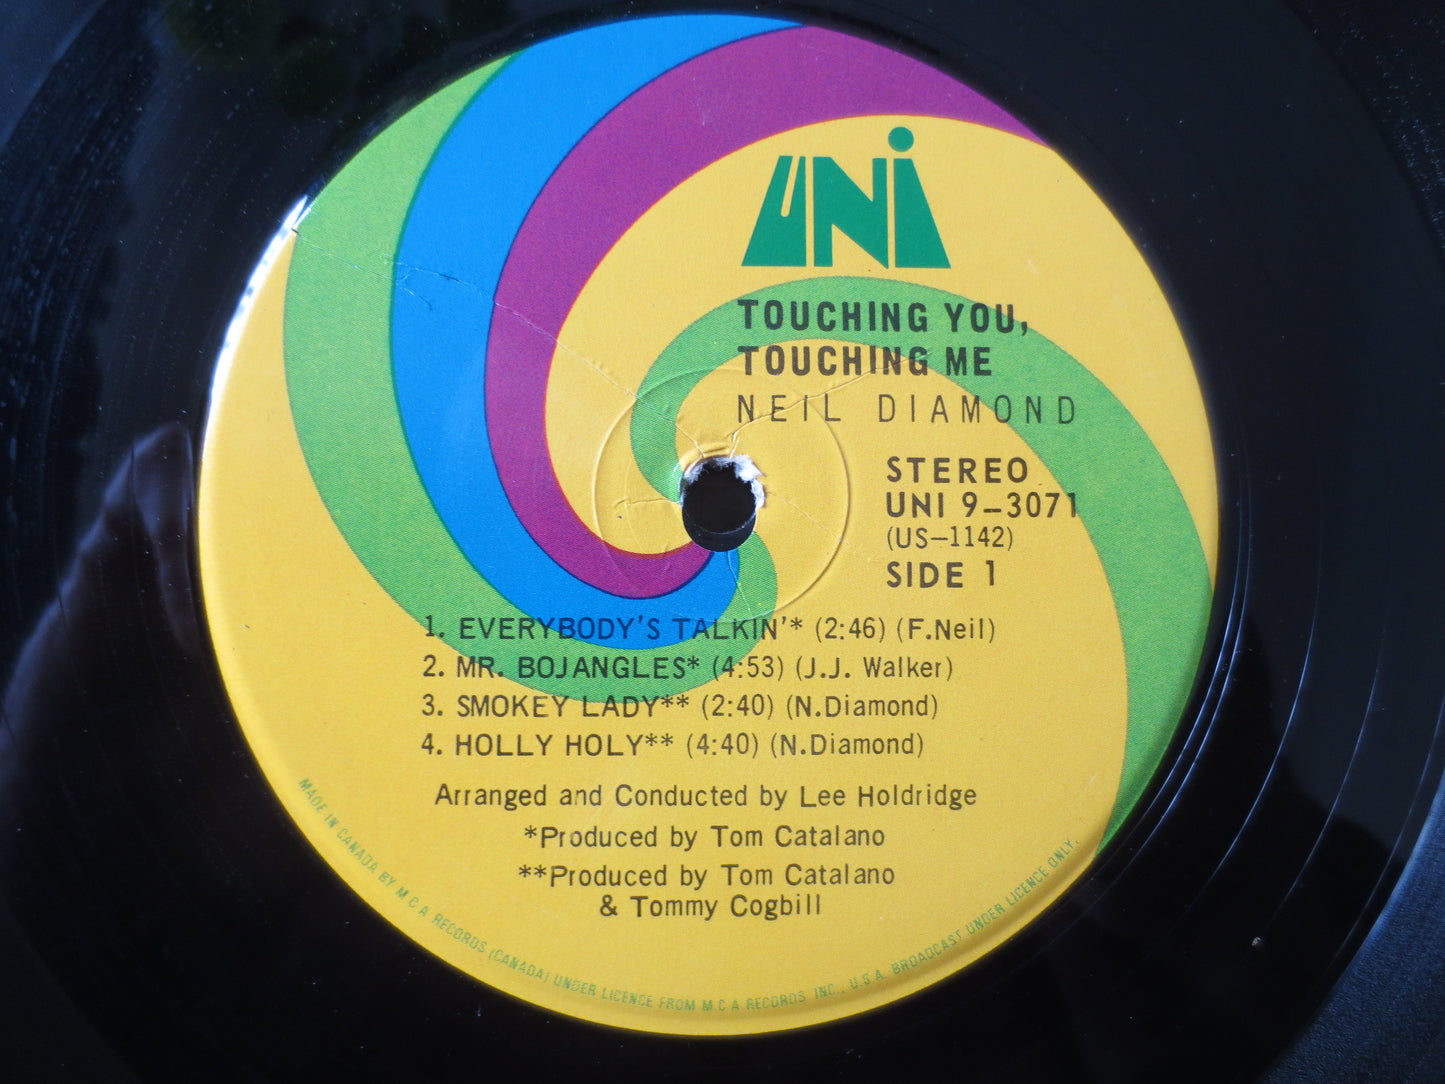 UNI
TOUCHING YOU,
TOUCHING ME
NEIL DIAMOND
STEREO
UNI 9-3071
(US-1142)
SIDE 1
1. EVERYBODY'S TALKIN'* (2:46) (F.Neil)
2. MR. BOJANGLES* (4:53) (J.J. Walker)
3. SMOKEY LADY** (2:40) (N.Diamond)
4. HOLLY HOLY** (4:40) (N.Diamond)
Arranged and Conducted by Lee Holdridge
*Produced by Tom Catalano
**Produced by Tom Catalano
& Tommy Cogbill
MADE IN CANADA BY M C A RECORDS (CANADA) UNDER LICENCE FROM M C A RECORDS INC., U.S.A. BROADCAST UNDER LICENCE ONLY.